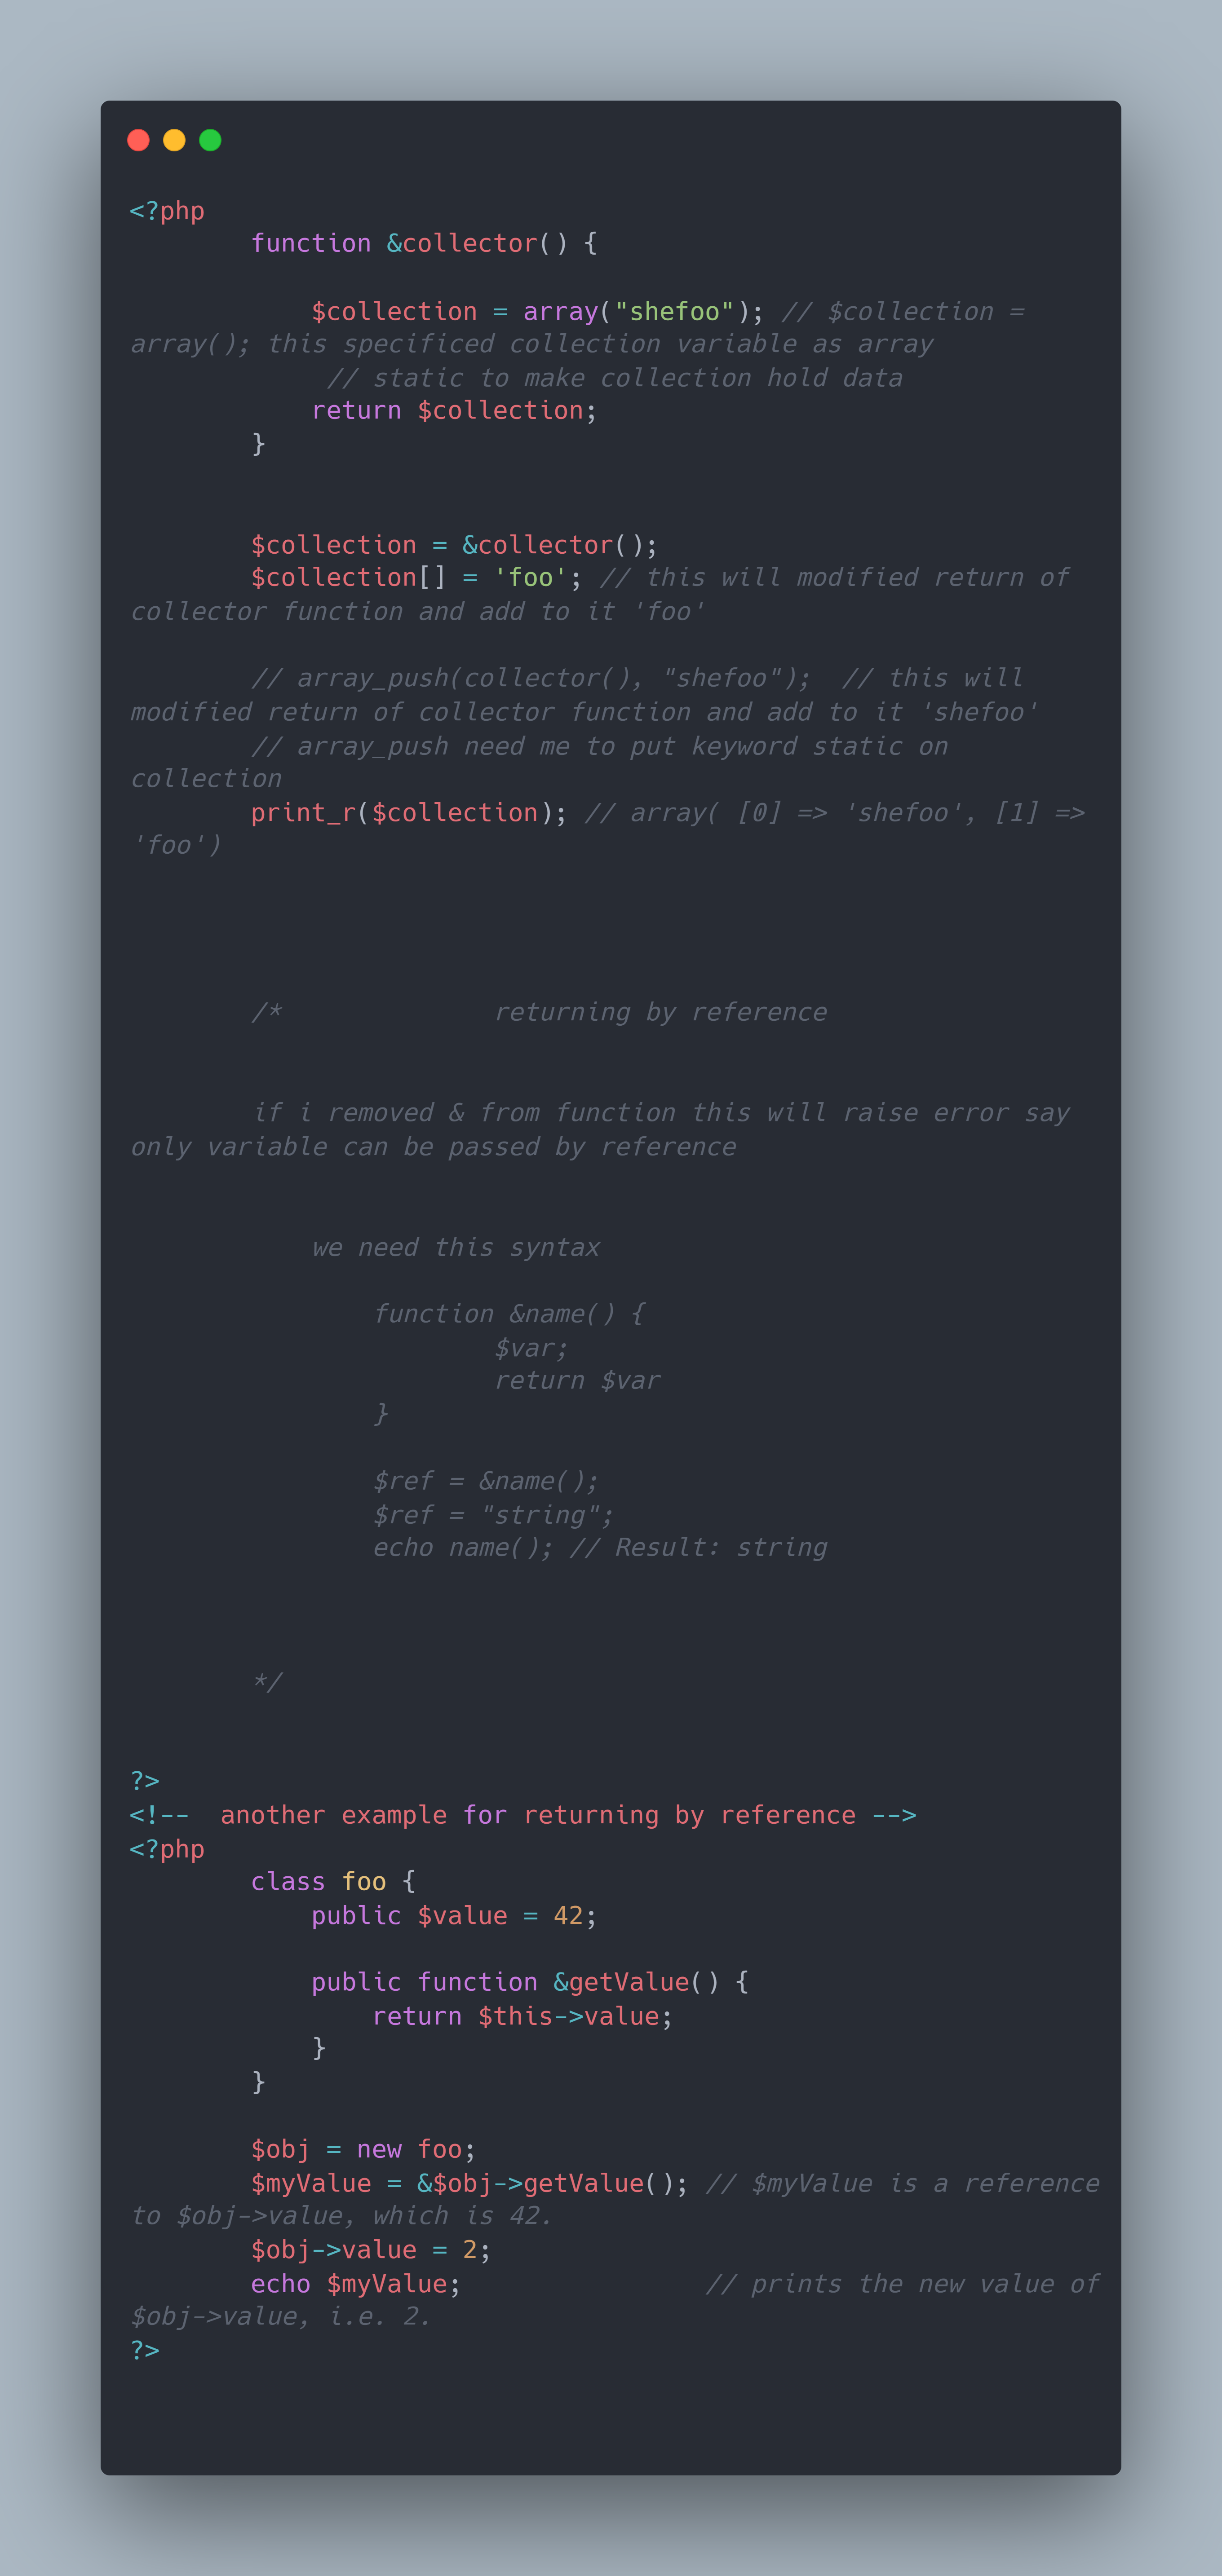 <?php
function &collector() {
$collection = array("shefoo"); // $collection =
array(); this specificed collection variable as array
// static to make collection hold data
return $collection;
}
$collection = &collector();
$collection[] = 'foo'; // this will modified return of
collector function and add to it 'foo'
// array_push(collector(), "shefoo");  // this will
modified return of collector function and add to it 'shefoo'
// array_push need me to put keyword static on
collection
print_r($collection); // array( [0] => 'shefoo', [1] =>
'foo')
/*              returning by reference
if i removed & from function this will raise error say
only variable can be passed by reference
we need this syntax
function &name() {
$var;
return $var
}
$ref = &name();
$ref = "string";
echo name(); // Result: string
*/
?>
<!--  another example for returning by reference -->
<?php
class foo {
public $value = 42;
public function &getValue() {
return $this->value;
}
}
$obj = new foo;
$myValue = &$obj->getValue(); // $myValue is a reference
to $obj->value, which is 42.
$obj->value = 2;
echo $myValue;                // prints the new value of
$obj->value, i.e. 2.
?>